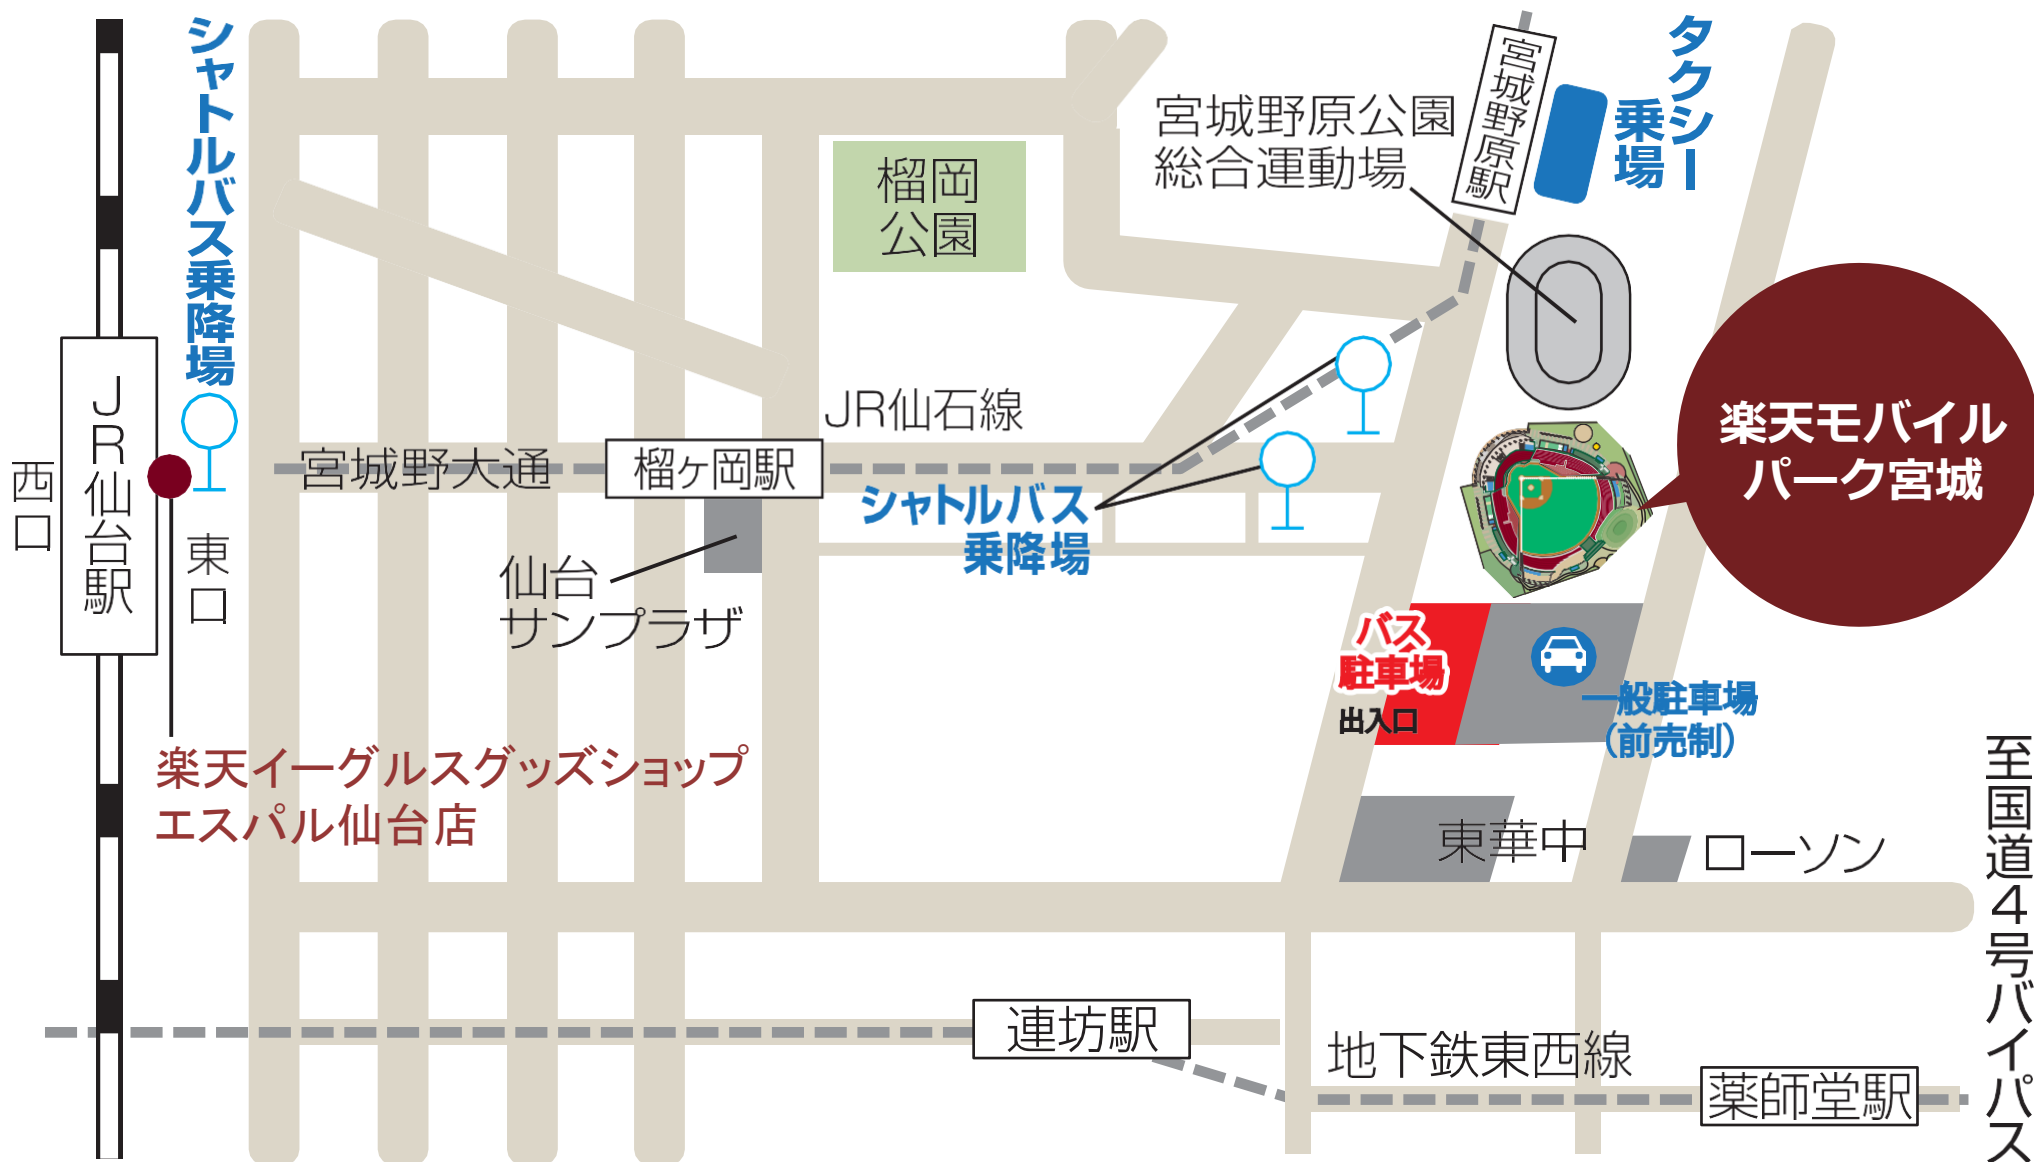 シャトルバス乗降場
JR仙台駅
西口
東口
楽天イーグルスグッズショップ
エスパル仙台店
宮城野大通
榴ヶ岡駅
JR仙石線
仙台
サンプラザ
榴岡
公園
シャトルバス
乗降場
宮城野原公園
総合運動場
宮城野原駅
タクシー
乗場
楽天モバイル
パーク宮城
バス
駐車場
出入口
一般駐車場
（前売制）
東華中
ローソン
至国道4号バイパス
連坊駅
地下鉄東西線
薬師堂駅